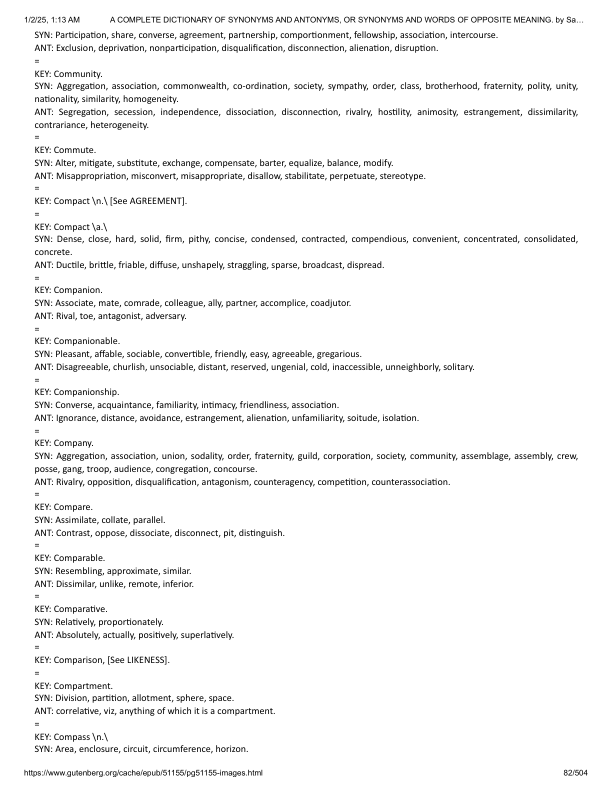 1/2/25, 1:13 AM A COMPLETE DICTIONARY OF SYNONYMS AND ANTONYMS, OR SYNONYMS AND WORDS OF OPPOSITE MEANING. by Sa…
SYN: Participation, share, converse, agreement, partnership, comportionment, fellowship, association, intercourse.
ANT: Exclusion, deprivation, nonparticipation, disqualification, disconnection, alienation, disruption.
=
KEY: Community.
SYN: Aggregation, association, commonwealth, co-ordination, society, sympathy, order, class, brotherhood, fraternity, polity, unity,
nationality, similarity, homogeneity.
ANT: Segregation, secession, independence, dissociation, disconnection, rivalry, hostility, animosity, estrangement, dissimilarity,
contrariance, heterogeneity.
=
KEY: Commute.
SYN: Alter, mitigate, substitute, exchange, compensate, barter, equalize, balance, modify.
ANT: Misappropriation, misconvert, misappropriate, disallow, stabilitate, perpetuate, stereotype.
=
KEY: Compact \n.\ [See AGREEMENT].
=
KEY: Compact \a.\
SYN: Dense, close, hard, solid, firm, pithy, concise, condensed, contracted, compendious, convenient, concentrated, consolidated,
concrete.
ANT: Ductile, brittle, friable, diffuse, unshapely, straggling, sparse, broadcast, dispread.
=
KEY: Companion.
SYN: Associate, mate, comrade, colleague, ally, partner, accomplice, coadjutor.
ANT: Rival, toe, antagonist, adversary.
=
KEY: Companionable.
SYN: Pleasant, affable, sociable, convertible, friendly, easy, agreeable, gregarious.
ANT: Disagreeable, churlish, unsociable, distant, reserved, ungenial, cold, inaccessible, unneighborly, solitary.
=
KEY: Companionship.
SYN: Converse, acquaintance, familiarity, intimacy, friendliness, association.
ANT: Ignorance, distance, avoidance, estrangement, alienation, unfamiliarity, soitude, isolation.
=
KEY: Company.
SYN: Aggregation, association, union, sodality, order, fraternity, guild, corporation, society, community, assemblage, assembly, crew,
posse, gang, troop, audience, congregation, concourse.
ANT: Rivalry, opposition, disqualification, antagonism, counteragency, competition, counterassociation.
=
KEY: Compare.
SYN: Assimilate, collate, parallel.
ANT: Contrast, oppose, dissociate, disconnect, pit, distinguish.
=
KEY: Comparable.
SYN: Resembling, approximate, similar.
ANT: Dissimilar, unlike, remote, inferior.
=
KEY: Comparative.
SYN: Relatively, proportionately.
ANT: Absolutely, actually, positively, superlatively.
=
KEY: Comparison, [See LIKENESS].
=
KEY: Compartment.
SYN: Division, partition, allotment, sphere, space.
ANT: correlative, viz, anything of which it is a compartment.
=
KEY: Compass \n.\
SYN: Area, enclosure, circuit, circumference, horizon.
https://www.gutenberg.org/cache/epub/51155/pg51155-images.html 82/504